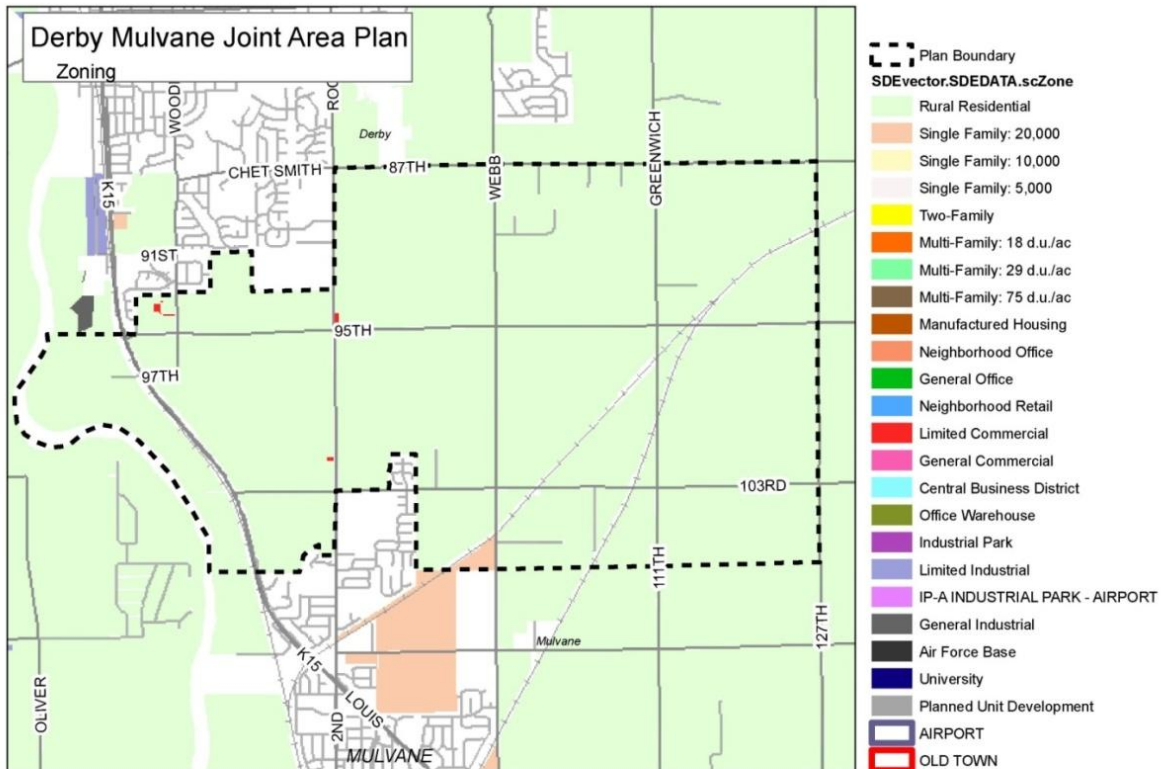 Derby Mulvane Joint Area Plan
Zoning
WOOD
ROC
Derby
K15
CHET SMITH
87TH
WEBB
GREENWICH
91ST
95TH
97TH
103RD
111TH
127TH
Mulvane
OLIVER
K15
LOUIS
2ND
MULVANE
Plan Boundary
SDEvector.SDEDATA.scZone
Rural Residential
Single Family: 20,000
Single Family: 10,000
Single Family: 5,000
Two-Family
Multi-Family: 18 d.u./ac
Multi-Family: 29 d.u./ac
Multi-Family: 75 d.u./ac
Manufactured Housing
Neighborhood Office
General Office
Neighborhood Retail
Limited Commercial
General Commercial
Central Business District
Office Warehouse
Industrial Park
Limited Industrial
IP-A INDUSTRIAL PARK - AIRPORT
General Industrial
Air Force Base
University
Planned Unit Development
AIRPORT
OLD TOWN